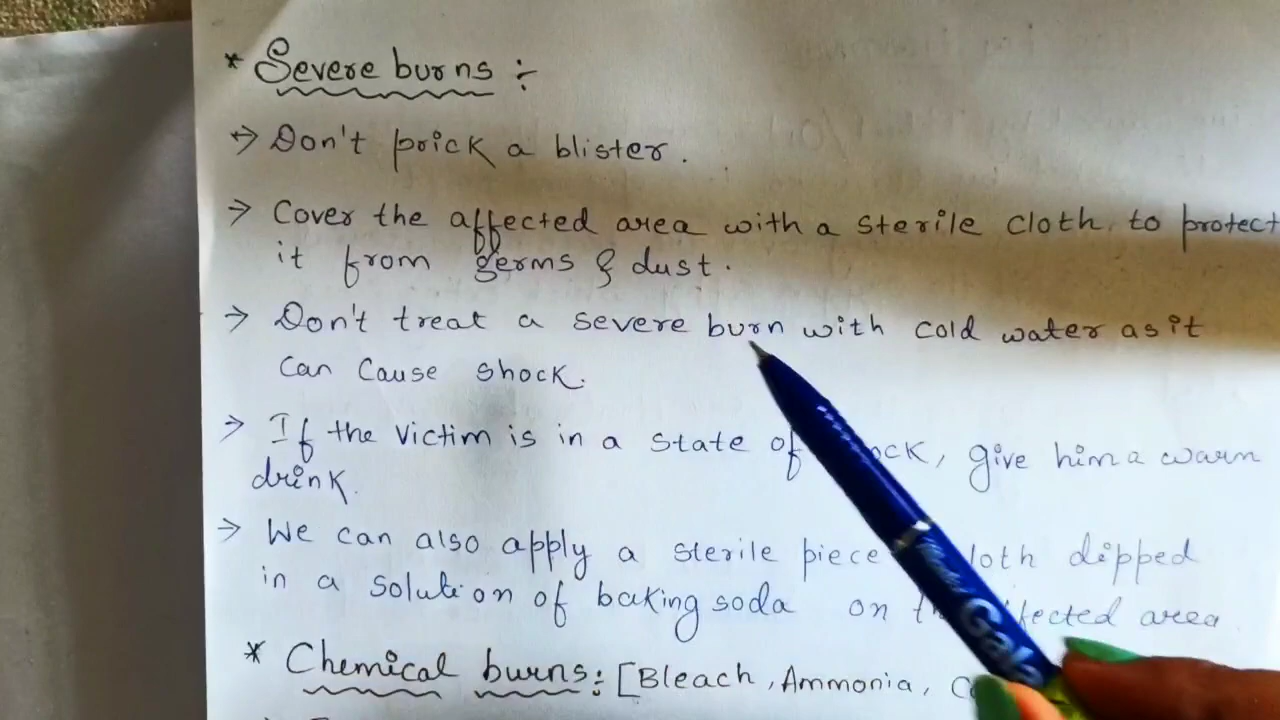 * Severe burns :-
→ Don't prick a blister.
→ Cover the affected area with a sterile cloth to protect
it from germs & dust.
→ Don't treat a severe burn with cold water as it
can cause shock.
→ If the victim is in a state of , give him a warm
drink.
→ We can also apply a sterile piece dipped
in a solution of baking soda on area
* Chemical burns: [Bleach, Ammonia,